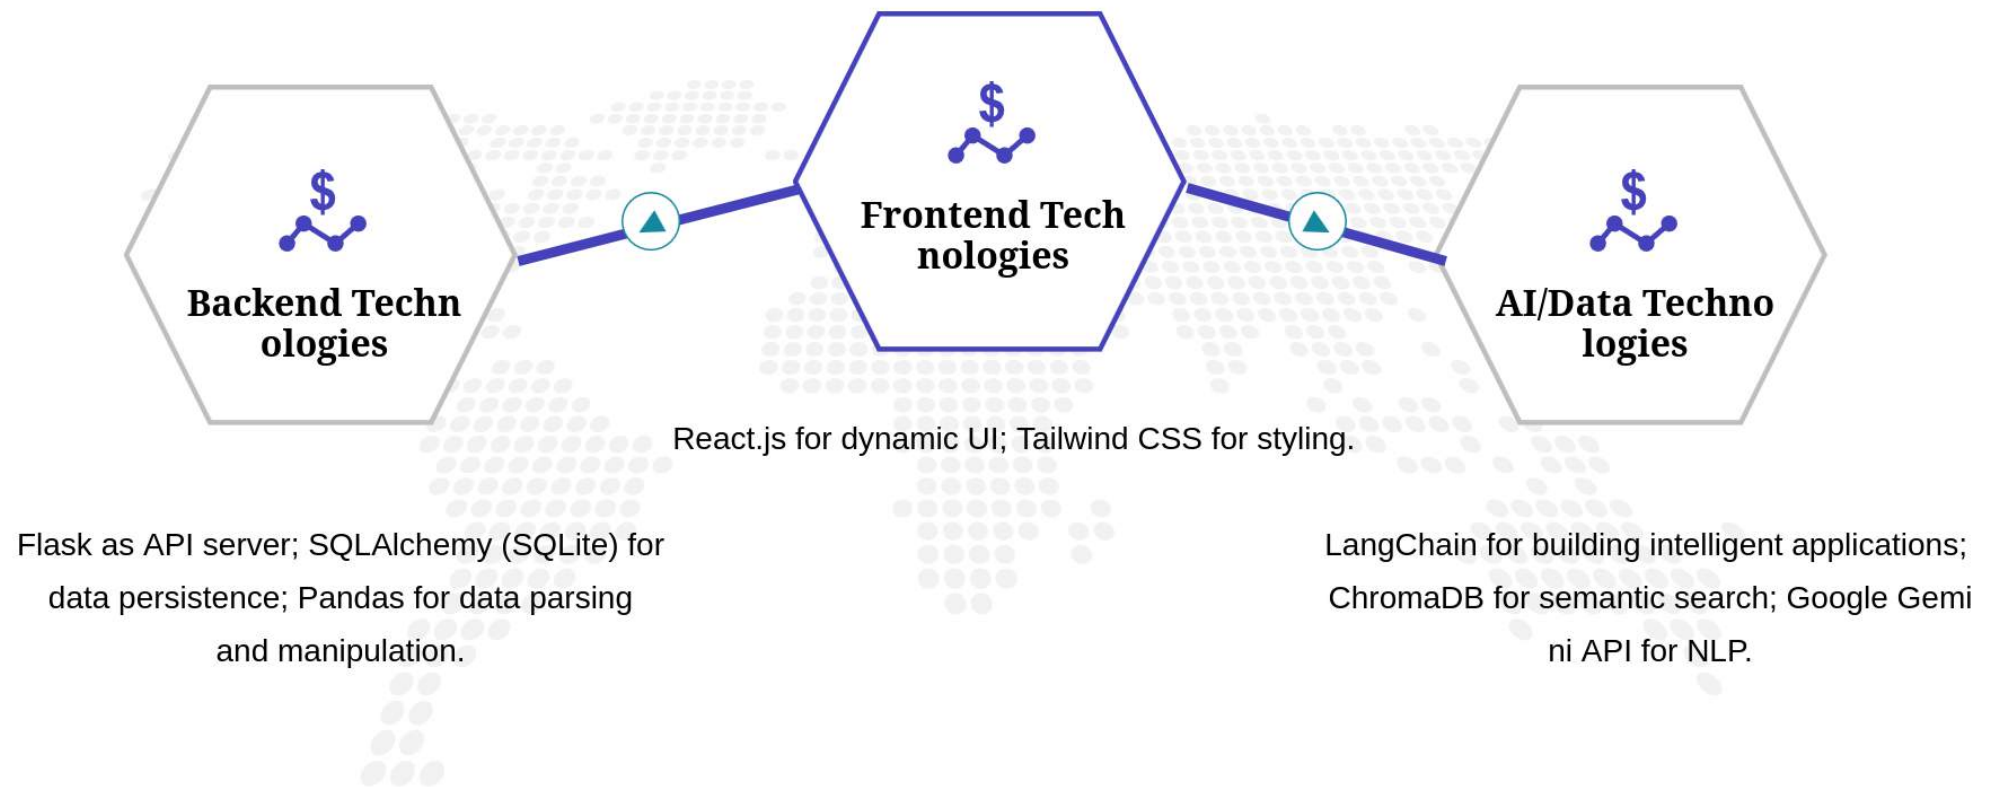 $
Backend Techn
ologies
Flask as API server; SQLAlchemy (SQLite) for
data persistence; Pandas for data parsing
and manipulation.
$
Frontend Tech
nologies
React.js for dynamic UI; Tailwind CSS for styling.
$
AI/Data Techno
logies
LangChain for building intelligent applications;
ChromaDB for semantic search; Google Gemi
ni API for NLP.